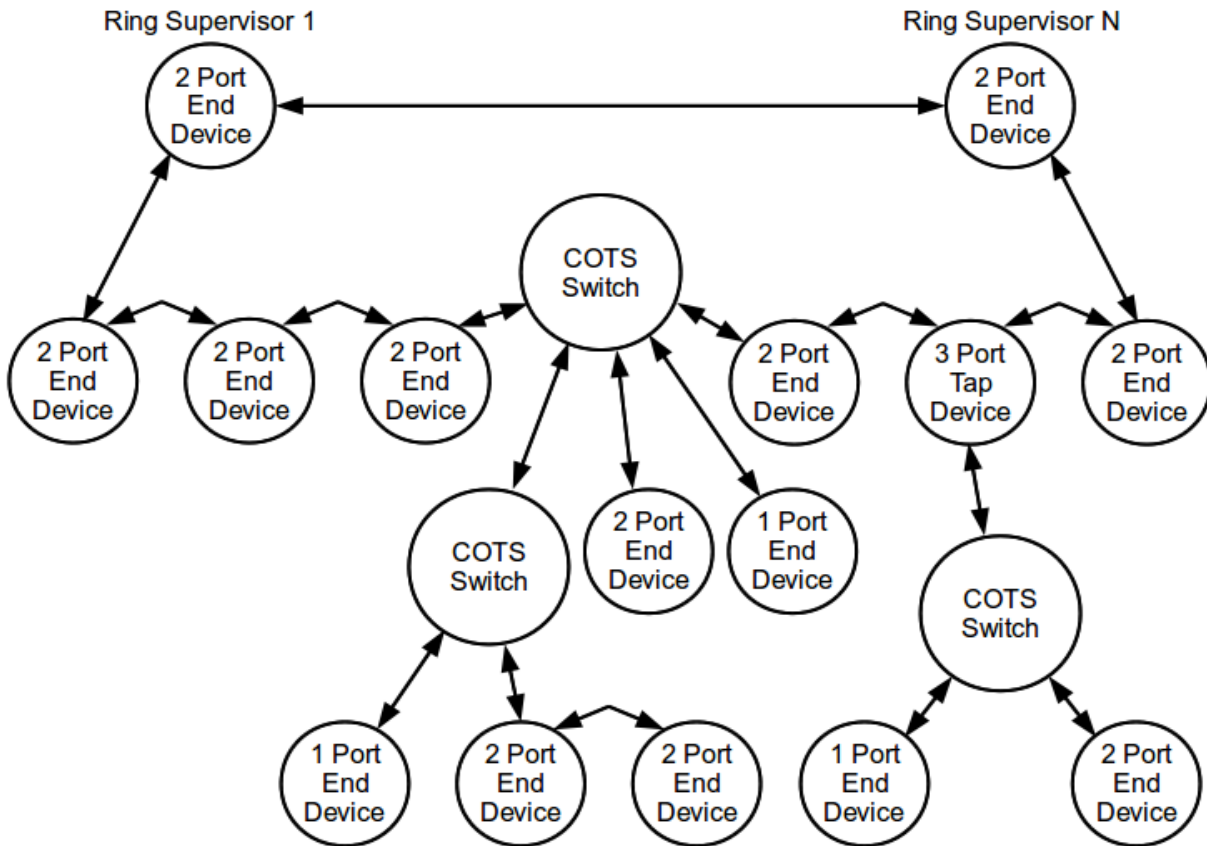 Ring Supervisor 1
Ring Supervisor N
2 Port
End
Device
2 Port
End
Device
COTS
Switch
2 Port
End
Device
2 Port
End
Device
2 Port
End
Device
2 Port
End
Device
3 Port
Tap
Device
2 Port
End
Device
COTS
Switch
2 Port
End
Device
1 Port
End
Device
COTS
Switch
1 Port
End
Device
2 Port
End
Device
2 Port
End
Device
1 Port
End
Device
2 Port
End
Device